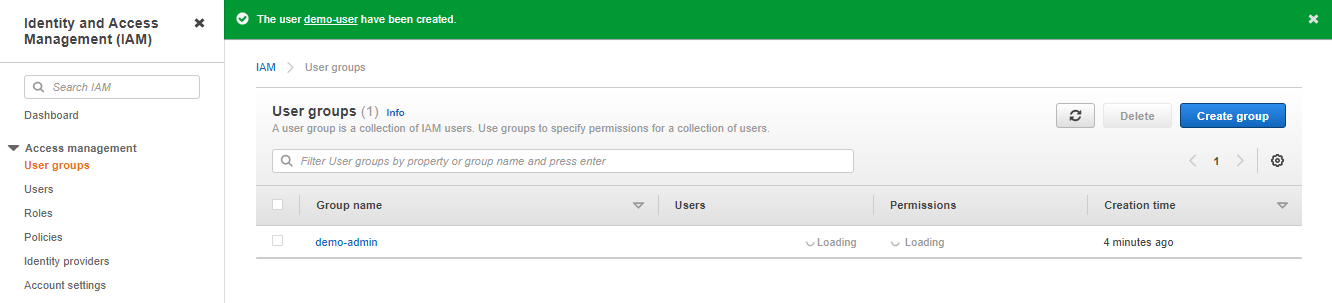 Identity and Access
Management (IAM)
Search IAM
Dashboard
Access management
User groups
Users
Roles
Policies
Identity providers
Account settings
The user demo-user have been created.
IAM > User groups
User groups (1) Info
A user group is a collection of IAM users. Use groups to specify permissions for a collection of users.
Delete
Create group
Filter User groups by property or group name and press enter
1
Group name Users Permissions Creation time
demo-admin Loading Loading 4 minutes ago